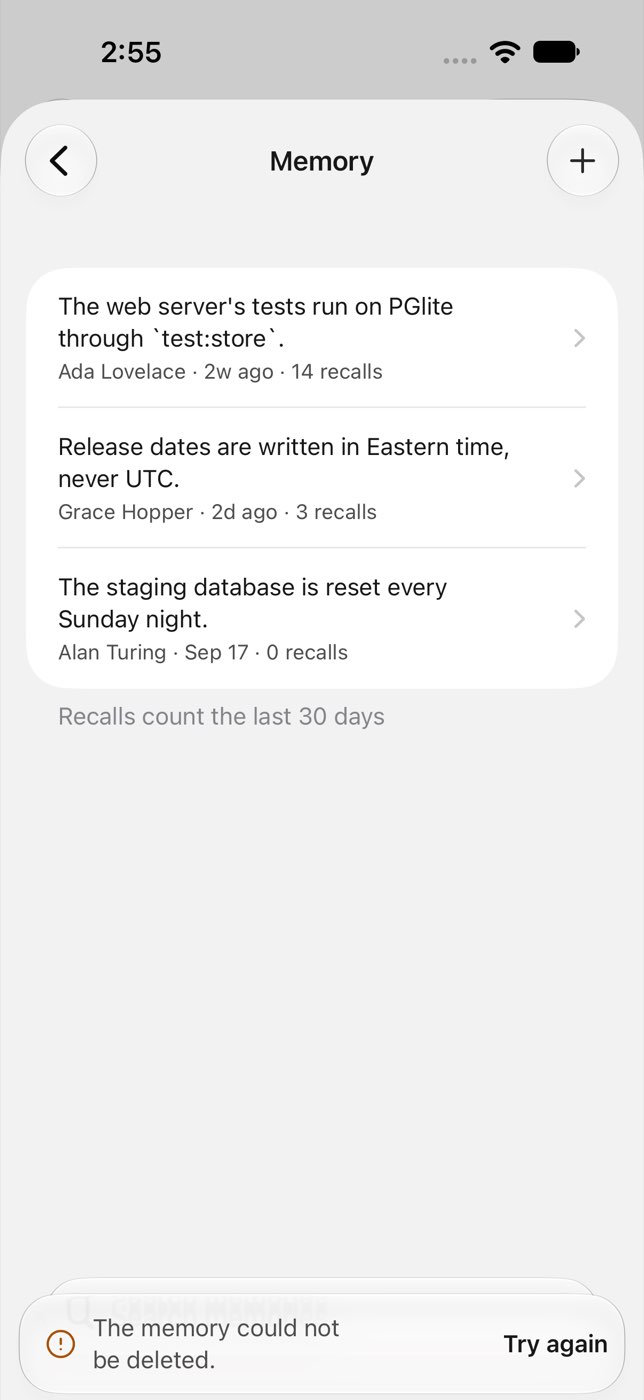 2:55
Memory
The web server's tests run on PGlite
through `test:store`.
Ada Lovelace · 2w ago · 14 recalls
Release dates are written in Eastern time,
never UTC.
Grace Hopper · 2d ago · 3 recalls
The staging database is reset every
Sunday night.
Alan Turing · Sep 17 · 0 recalls
Recalls count the last 30 days
The memory could not
be deleted.
Try again